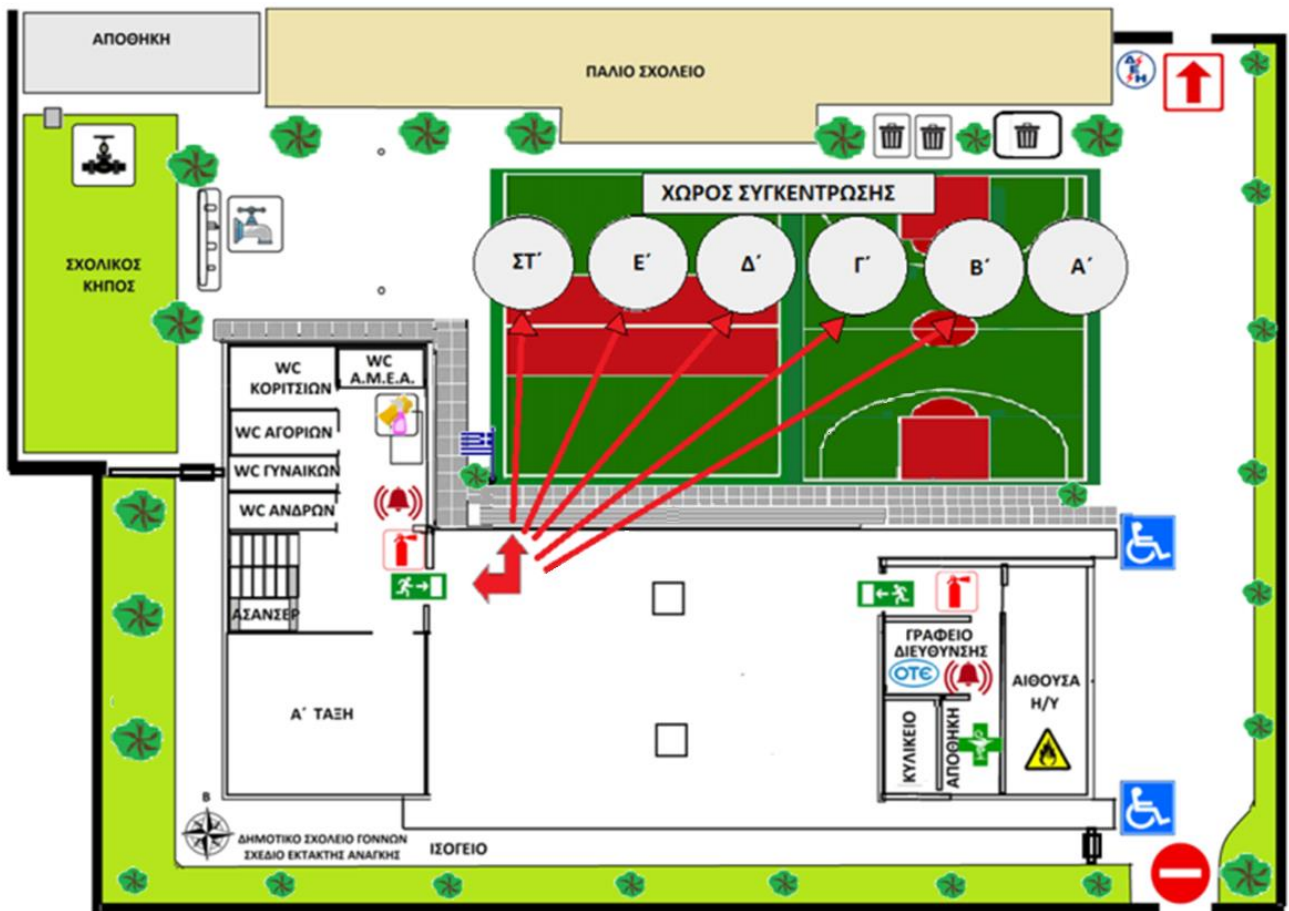 ΑΠΟΘΗΚΗ
ΠΑΛΙΟ ΣΧΟΛΕΙΟ
ΔΕΗ
ΧΩΡΟΣ ΣΥΓΚΕΝΤΡΩΣΗΣ
ΣΤ΄
Ε΄
Δ΄
Γ΄
Β΄
Α΄
ΣΧΟΛΙΚΟΣ
ΚΗΠΟΣ
WC
ΚΟΡΙΤΣΙΩΝ
WC
Α.Μ.Ε.Α.
WC ΑΓΟΡΙΩΝ
WC ΓΥΝΑΙΚΩΝ
WC ΑΝΔΡΩΝ
ΑΣΑΝΣΕΡ
Α΄ ΤΑΞΗ
ΓΡΑΦΕΙΟ
ΔΙΕΥΘΥΝΣΗΣ
ΟΤΕ
ΑΙΘΟΥΣΑ
Η/Υ
ΚΥΛΙΚΕΙΟ
ΑΠΟΘΗΚΗ
Β
ΔΗΜΟΤΙΚΟ ΣΧΟΛΕΙΟ ΓΟΝΝΩΝ
ΣΧΕΔΙΟ ΕΚΤΑΚΤΗΣ ΑΝΑΓΚΗΣ
ΙΣΟΓΕΙΟ